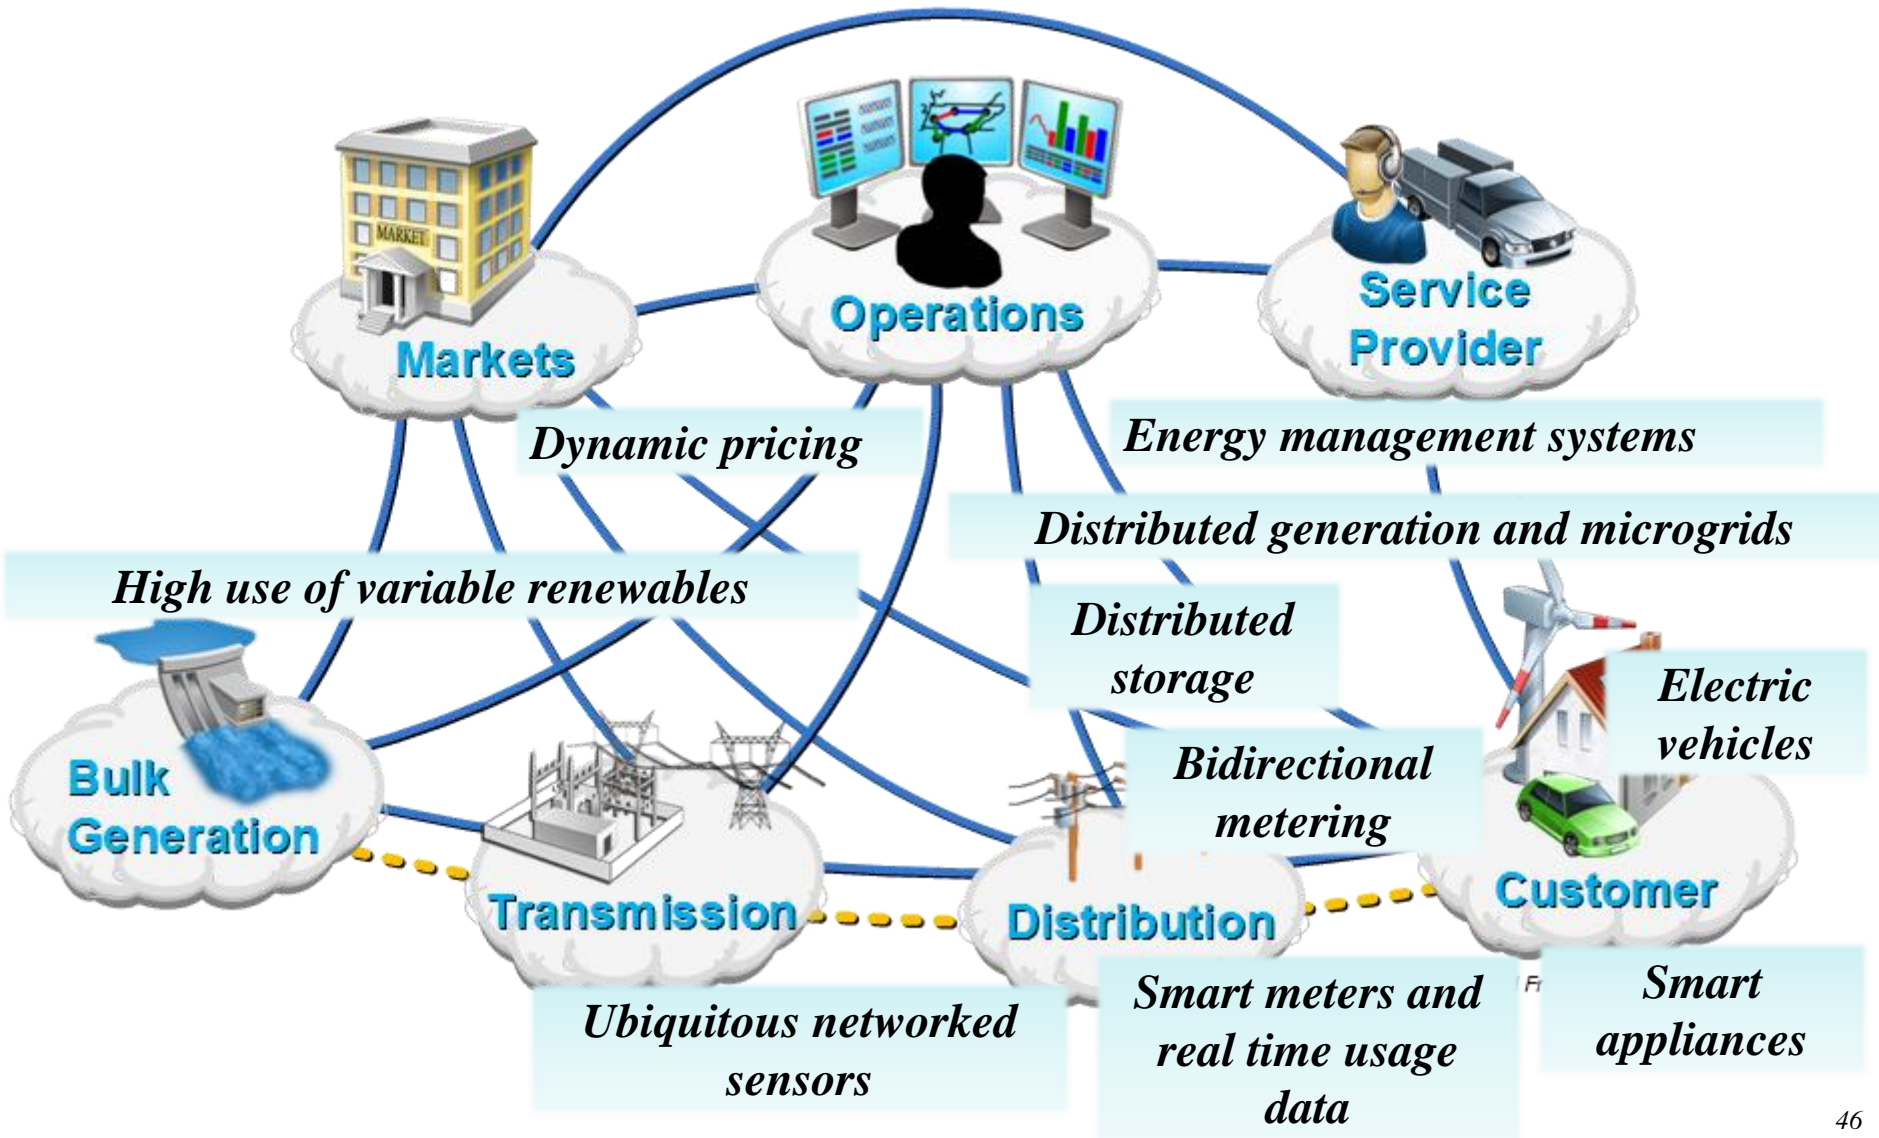 MARKET
Markets
Operations
Service
Provider
Dynamic pricing
Energy management systems
Distributed generation and microgrids
High use of variable renewables
Distributed
storage
Electric
vehicles
Bidirectional
metering
Bulk
Generation
Transmission
Distribution
Customer
Ubiquitous networked
sensors
Smart meters and
real time usage
data
Smart
appliances
46